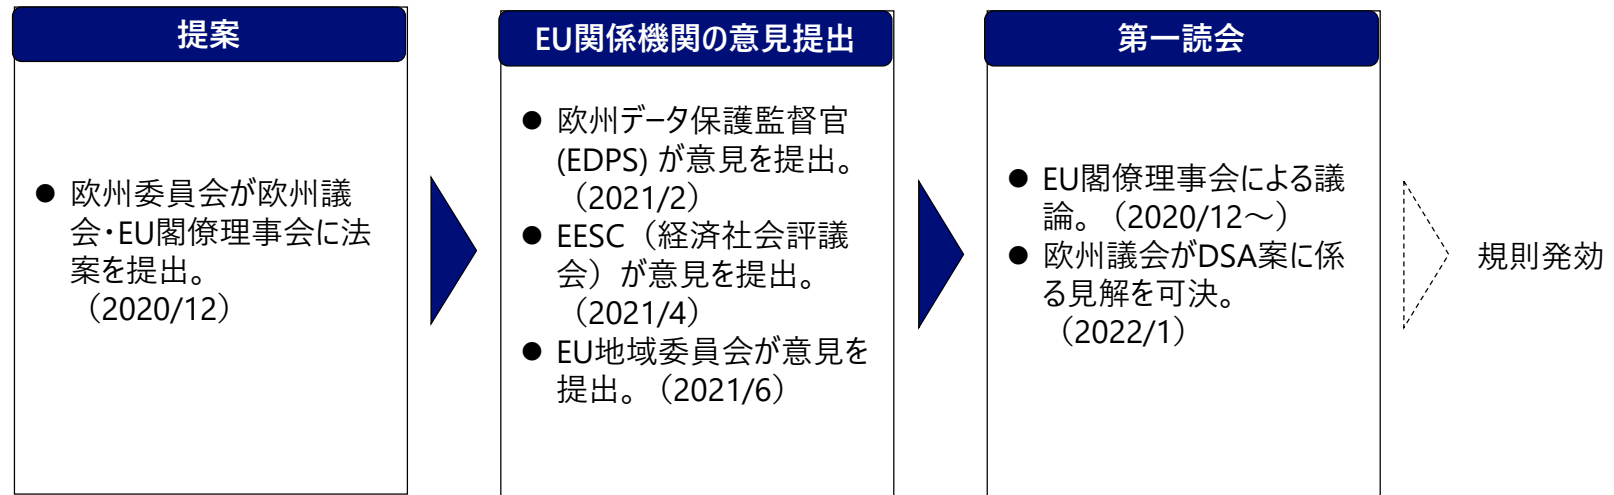 提案
● 欧州委員会が欧州議
会・EU閣僚理事会に法
案を提出。
（2020/12）
EU関係機関の意見提出
● 欧州データ保護監督官
(EDPS) が意見を提出。
（2021/2）
● EESC（経済社会評議
会）が意見を提出。
（2021/4）
● EU地域委員会が意見を
提出。（2021/6）
第一読会
● EU閣僚理事会による議
論。（2020/12～）
● 欧州議会がDSA案に係
る見解を可決。
（2022/1）
規則発効